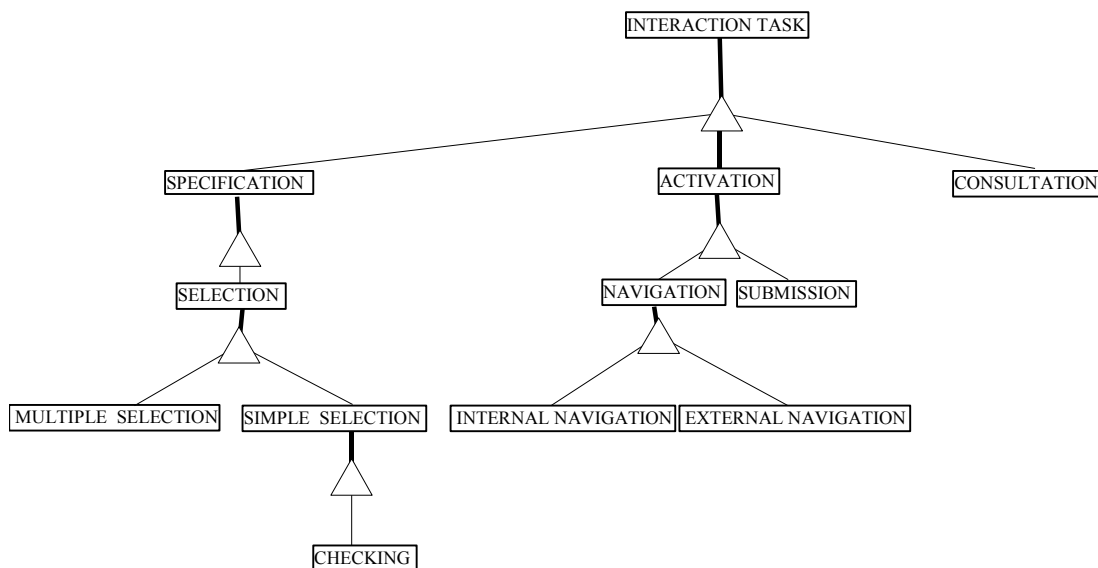 INTERACTION TASK
SPECIFICATION
ACTIVATION
CONSULTATION
SELECTION
NAVIGATION
SUBMISSION
MULTIPLE SELECTION
SIMPLE SELECTION
INTERNAL NAVIGATION
EXTERNAL NAVIGATION
CHECKING